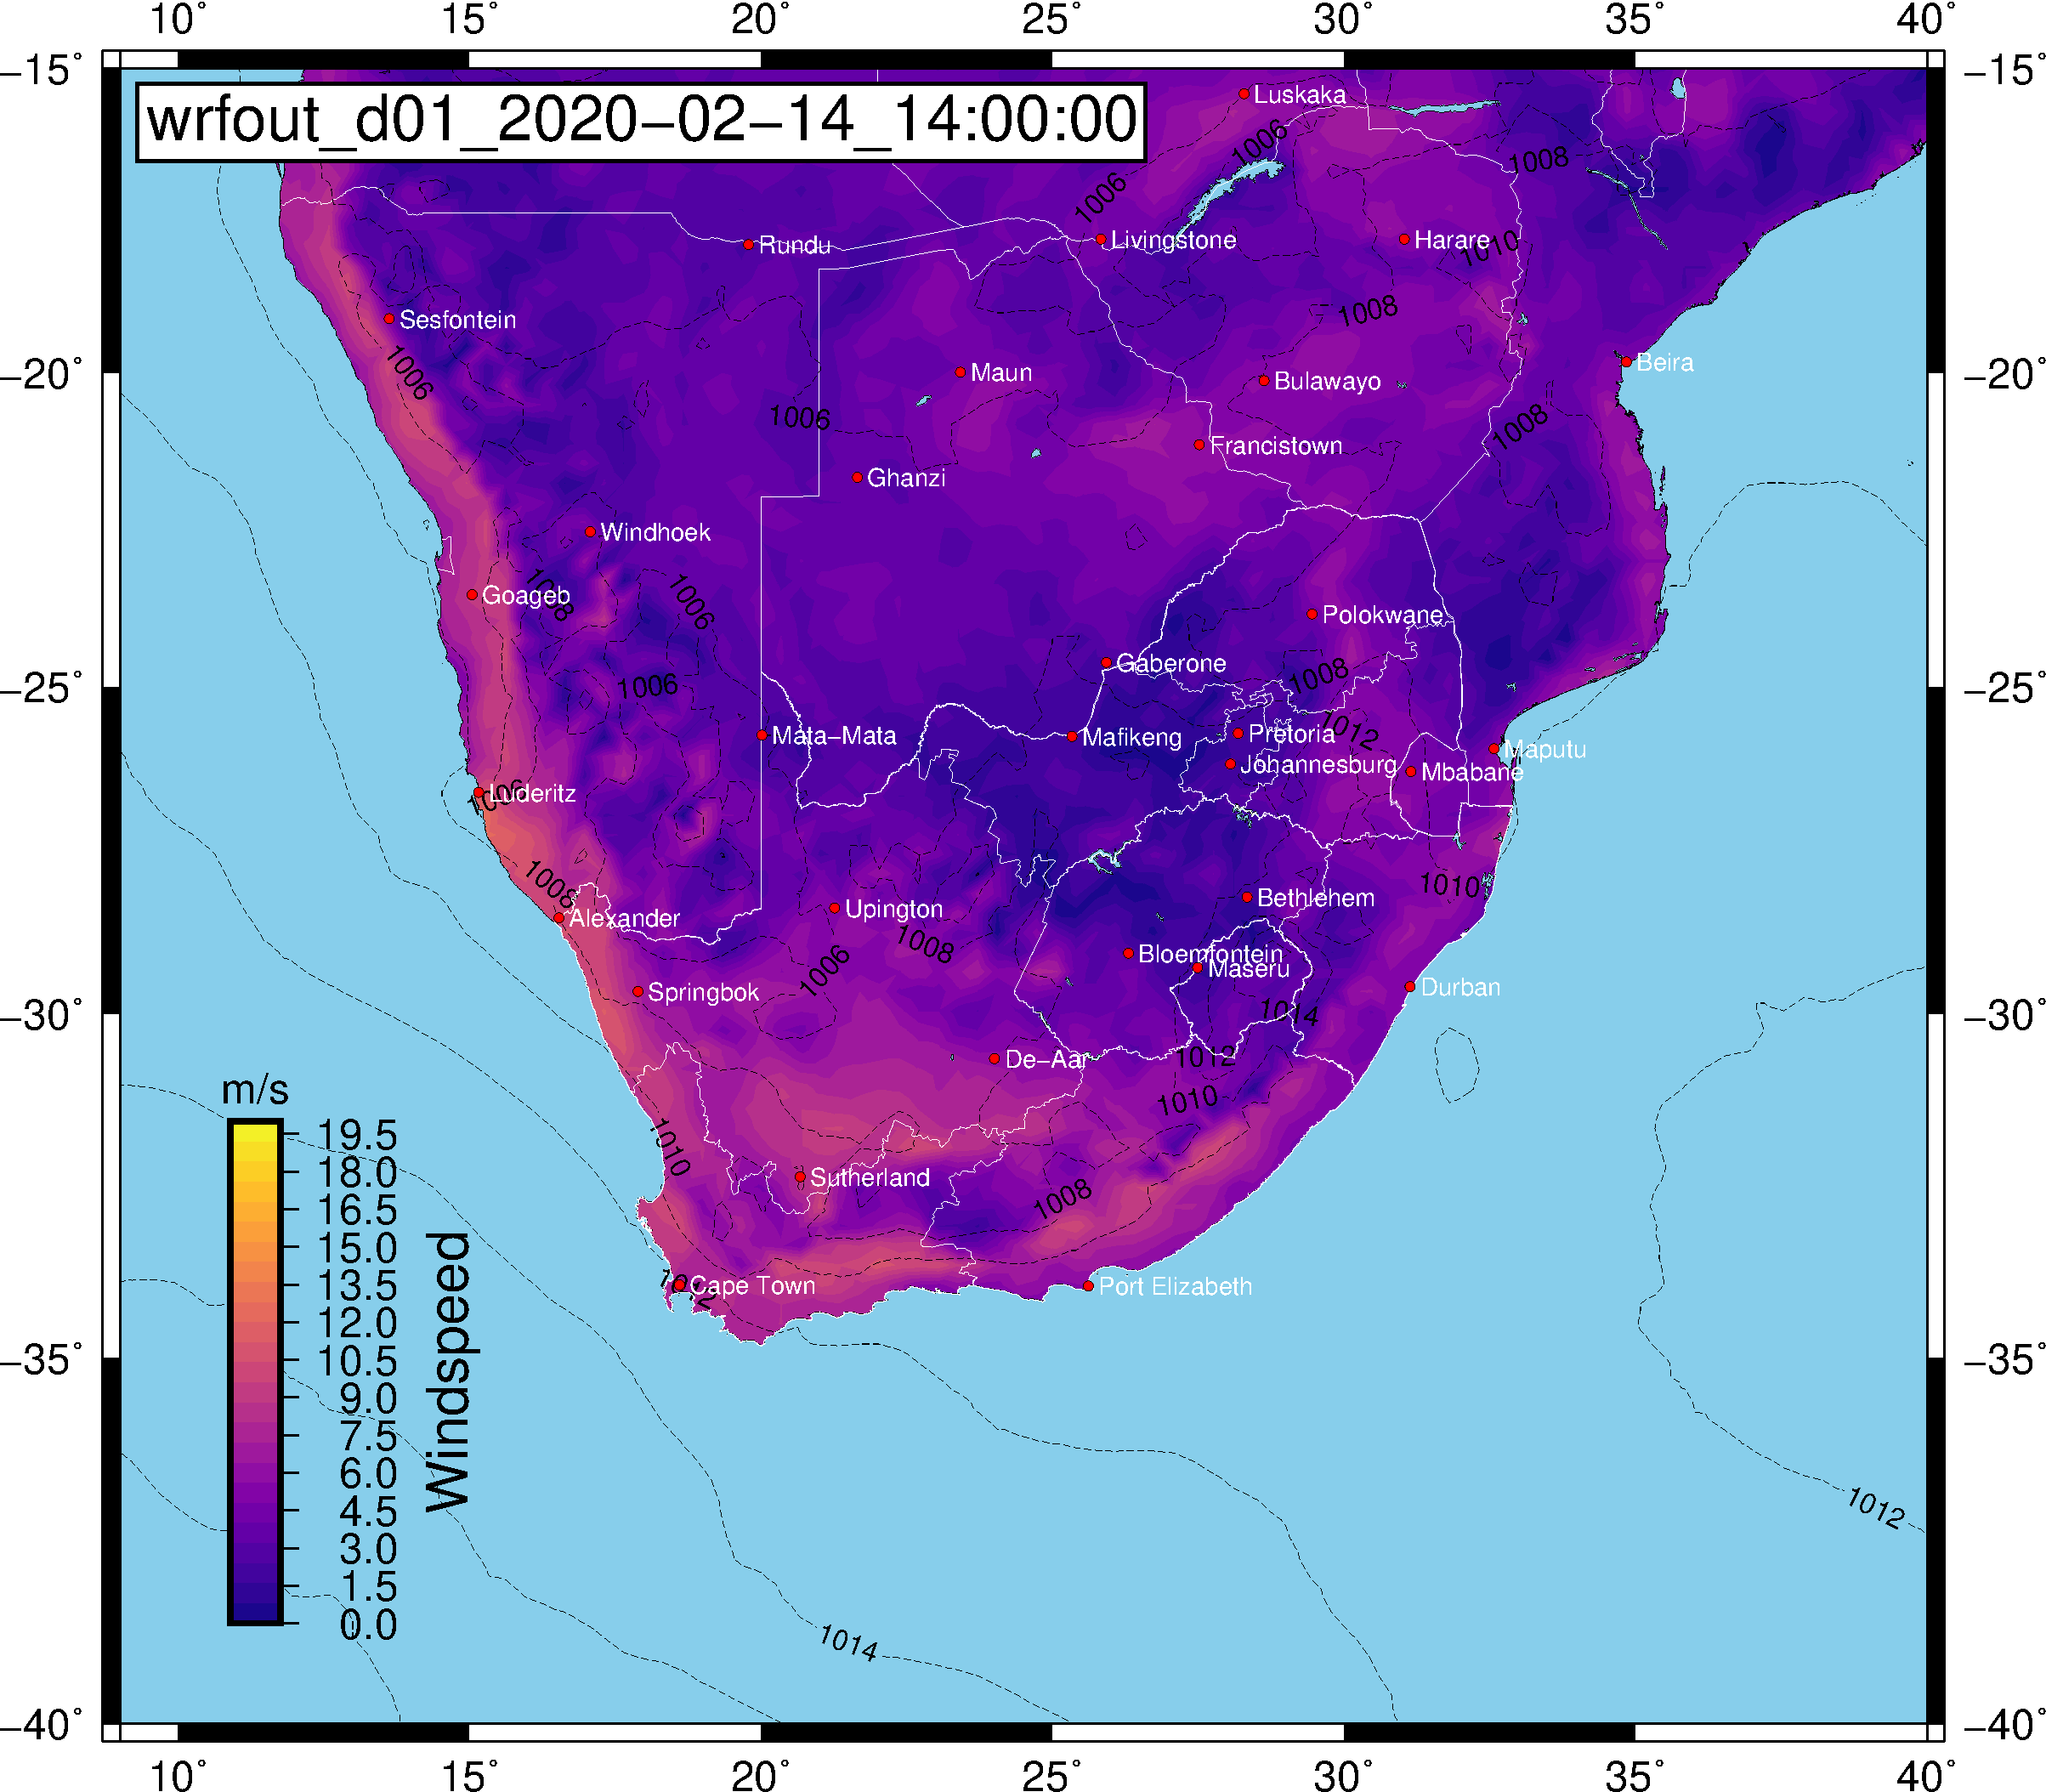 10° 15° 20° 25° 30° 35° 40°
−15° −15°
wrfout_d01_2020−02−14_14:00:00
Luskaka
1006
1008
1006
Rundu
Livingstone
Harare
1010
Sesfontein
1008
1006
Maun
Beira
−20° −20°
Bulawayo
1006
1008
Francistown
Ghanzi
Windhoek
1008
1006
Goageb
Polokwane
Gaberone
1008
1006
−25° −25°
1012
Mata−Mata
Mafikeng
Pretoria
Maputu
Johannesburg
Mbabane
1006
Luderitz
1008
1010
Bethlehem
Alexander
Upington
1008
Bloemfontein
Maseru
1006
Springbok
Durban
1014
−30° −30°
De−Aar
1012
1010
m/s
19.5
18.0
16.5
15.0
13.5
12.0
10.5
9.0
7.5
6.0
4.5
3.0
1.5
0.0
Windspeed
1010
Sutherland
1008
1012
Cape Town
Port Elizabeth
−35° −35°
1012
1014
−40° −40°
10° 15° 20° 25° 30° 35° 40°